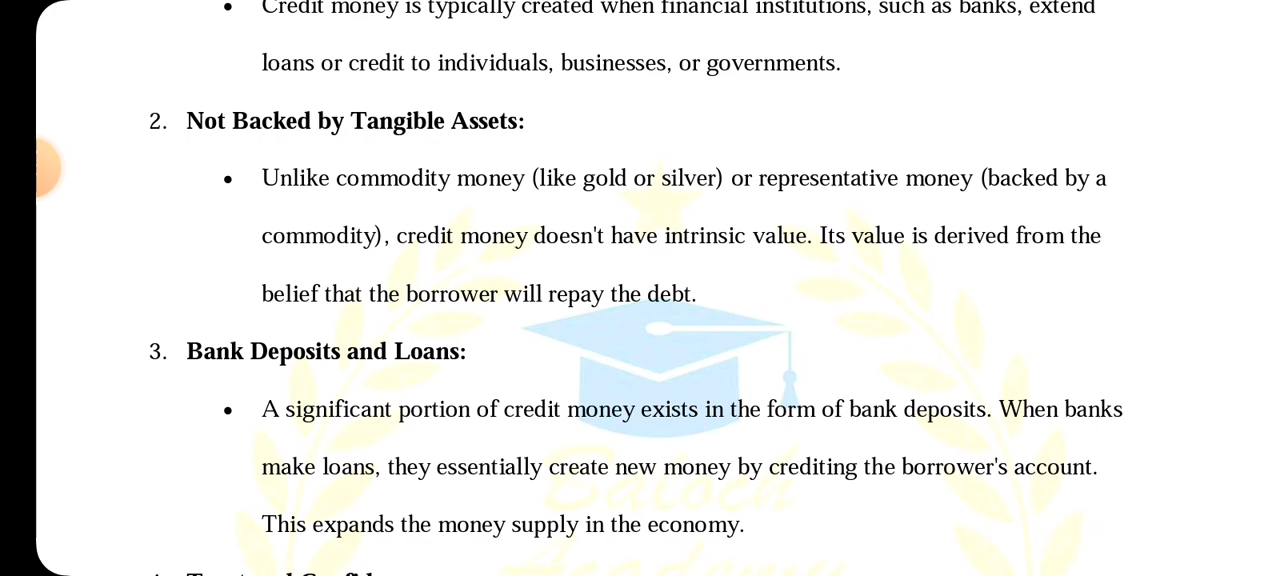 • Credit money is typically created when financial institutions, such as banks, extend
loans or credit to individuals, businesses, or governments.
2. Not Backed by Tangible Assets:
• Unlike commodity money (like gold or silver) or representative money (backed by a
commodity), credit money doesn't have intrinsic value. Its value is derived from the
belief that the borrower will repay the debt.
3. Bank Deposits and Loans:
• A significant portion of credit money exists in the form of bank deposits. When banks
make loans, they essentially create new money by crediting the borrower's account.
This expands the money supply in the economy.
Baloch
Academy